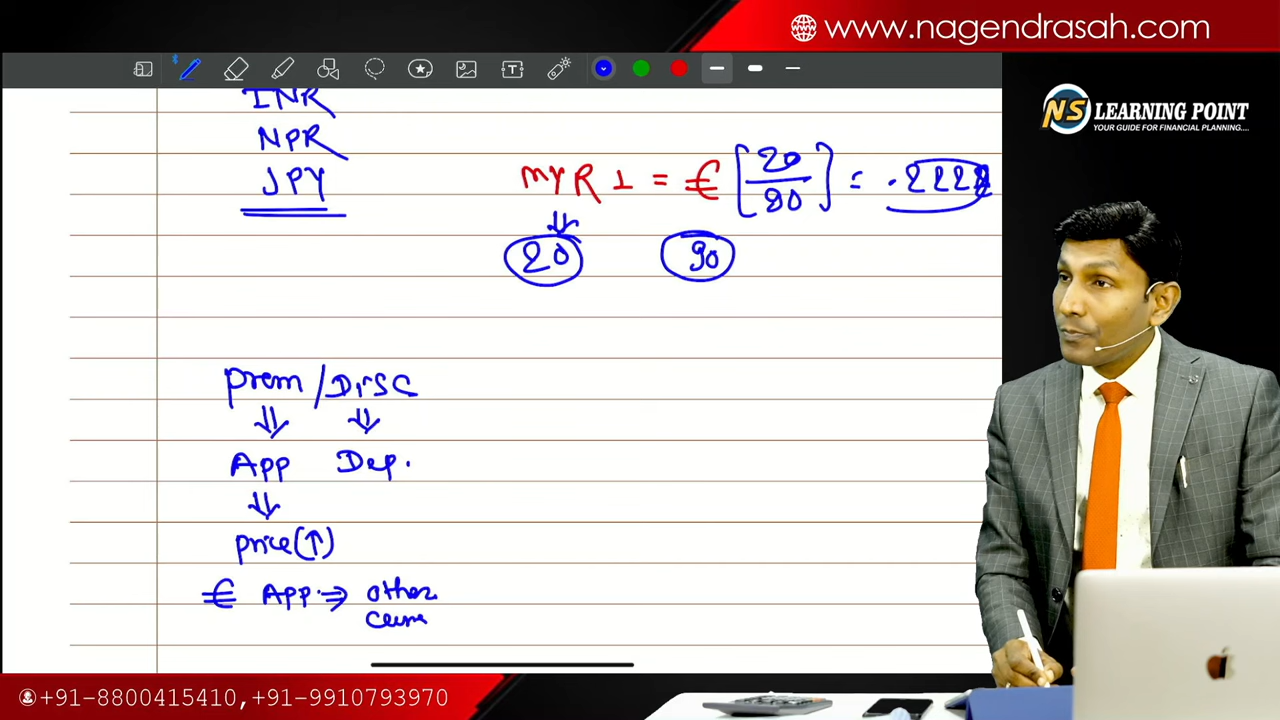 www.nagendrasah.com
NS LEARNING POINT
YOUR GUIDE FOR FINANCIAL PLANNING....
INR
NPR
JPY
MYR 1 = € [20/90] = .2222
20 90
prem / Disc
App Dep.
price(↑)
€ App. ⇒ other
curr
+91-8800415410,+91-9910793970